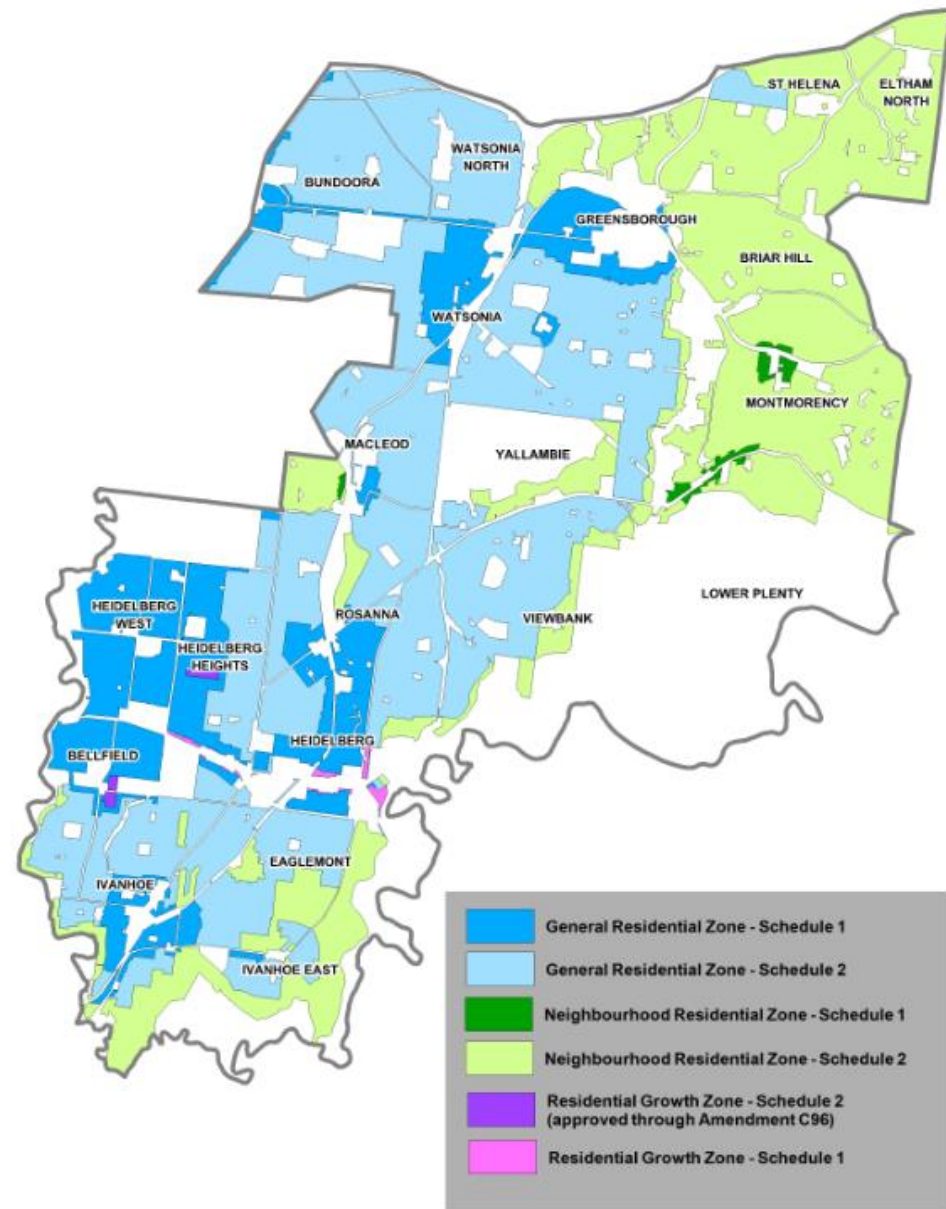 ST HELENA
ELTHAM
NORTH
WATSONIA
NORTH
BUNDOORA
GREENSBOROUGH
BRIAR HILL
WATSONIA
MONTMORENCY
MACLEOD
YALLAMBIE
LOWER PLENTY
HEIDELBERG
WEST
ROSANNA
VIEWBANK
HEIDELBERG
HEIGHTS
HEIDELBERG
BELLFIELD
EAGLEMONT
IVANHOE
IVANHOE EAST
General Residential Zone - Schedule 1
General Residential Zone - Schedule 2
Neighbourhood Residential Zone - Schedule 1
Neighbourhood Residential Zone - Schedule 2
Residential Growth Zone - Schedule 2
(approved through Amendment C96)
Residential Growth Zone - Schedule 1